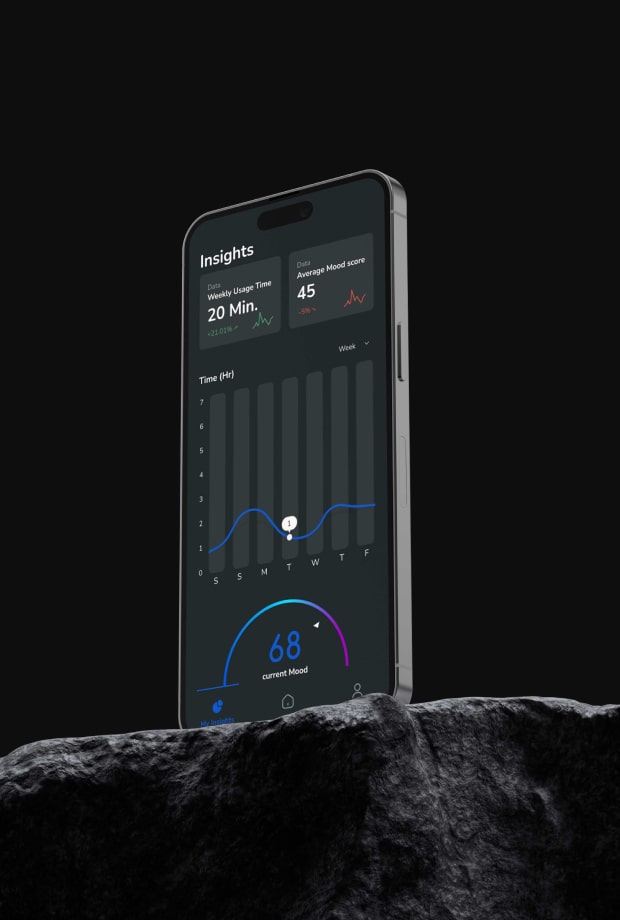 Insights
Data
Weekly Usage Time
20 Min.
+21.01%
Data
Average Mood score
45
-5%
Week
Time (Hr)
7
6
5
4
3
2
1
0
1
S S M T W T F
68
current Mood
My Insights